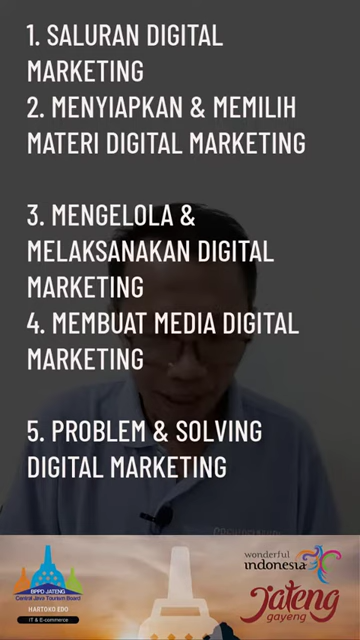 1. SALURAN DIGITAL
MARKETING
2. MENYIAPKAN & MEMILIH
MATERI DIGITAL MARKETING
3. MENGELOLA &
MELAKSANAKAN DIGITAL
MARKETING
4. MEMBUAT MEDIA DIGITAL
MARKETING
5. PROBLEM & SOLVING
DIGITAL MARKETING
BPPD JATENG
Central Java Tourism Board
HARTOKO EDO
IT & E-commerce
wonderful
indonesia
jateng
gayeng